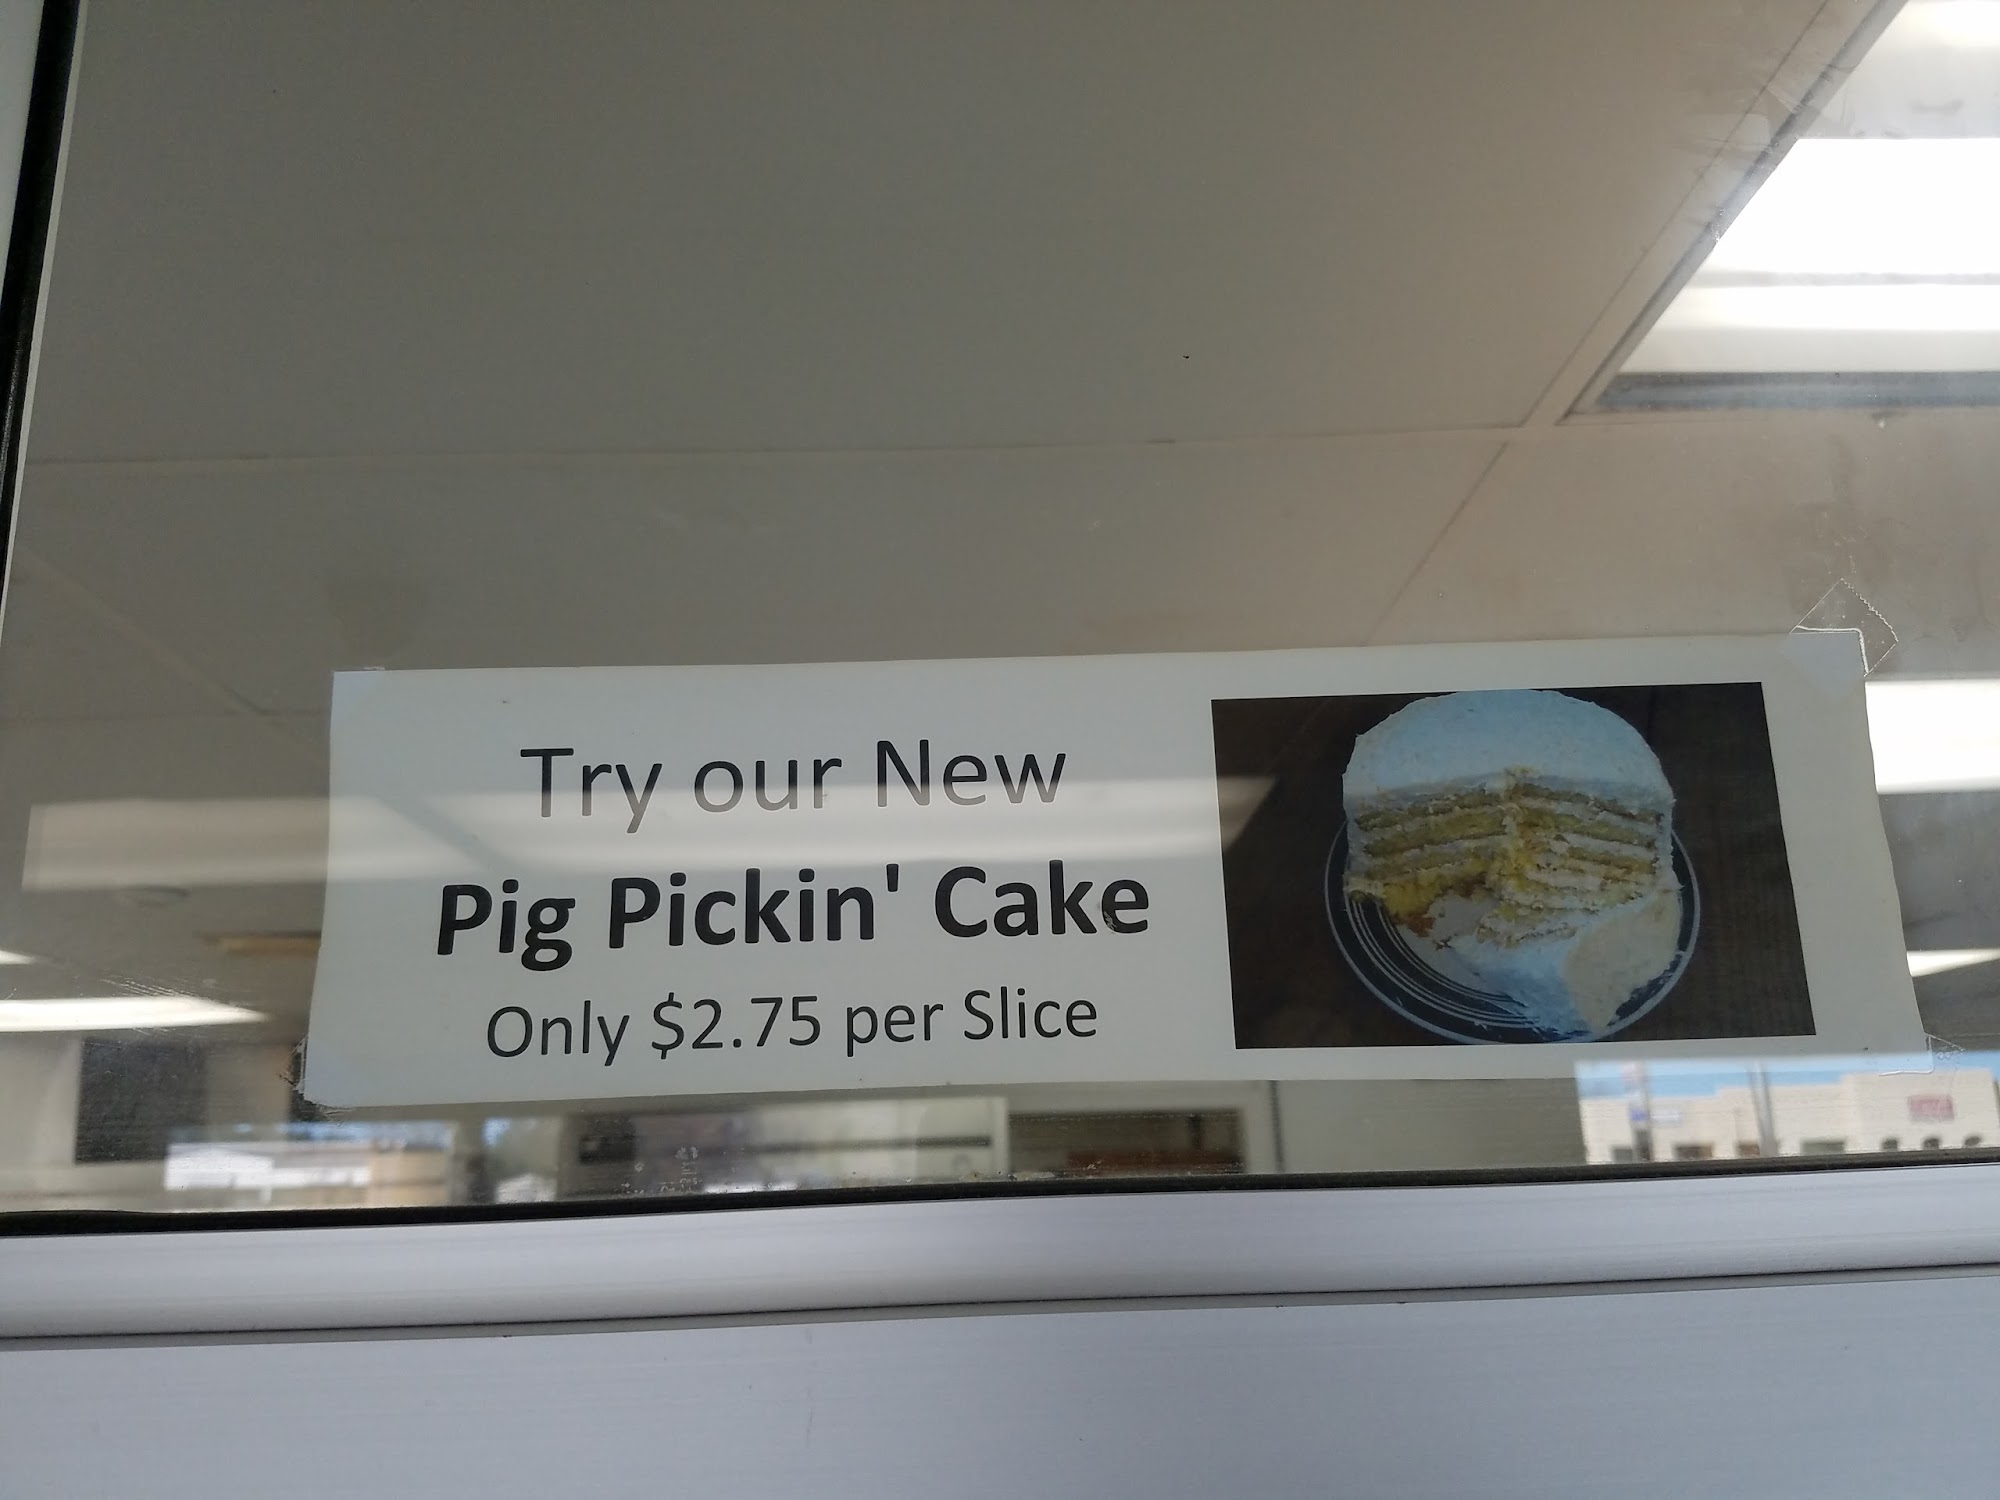 Try our New
Pig Pickin' Cake
Only $2.75 per Slice